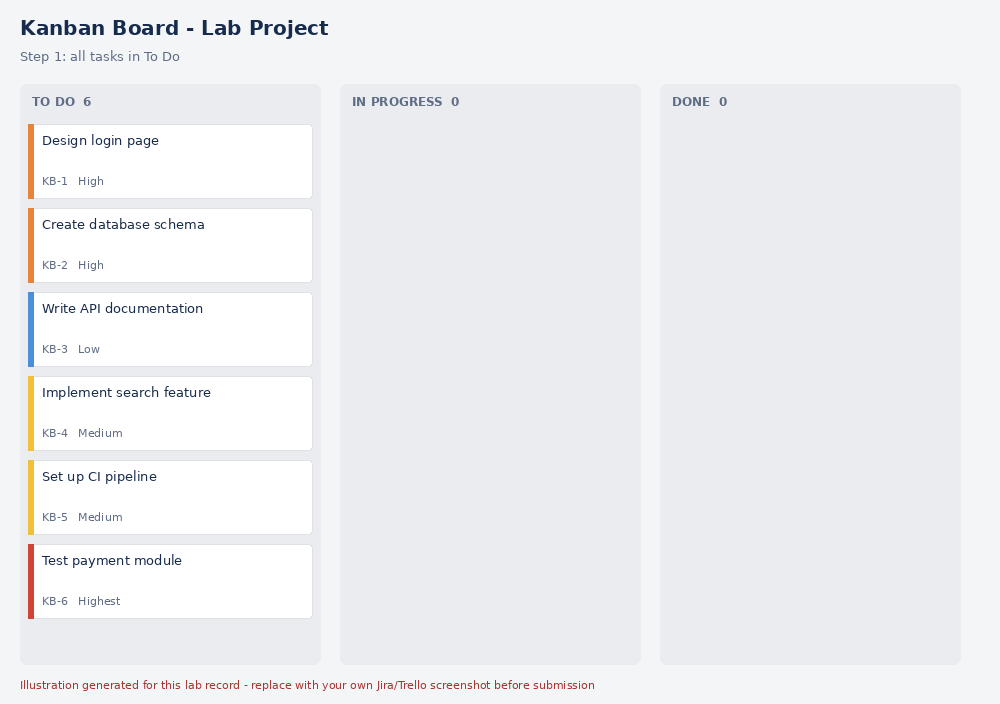 Kanban Board - Lab Project
Step 1: all tasks in To Do
TO DO 6
Design login page
KB-1 High
Create database schema
KB-2 High
Write API documentation
KB-3 Low
Implement search feature
KB-4 Medium
Set up CI pipeline
KB-5 Medium
Test payment module
KB-6 Highest
IN PROGRESS 0
DONE 0
Illustration generated for this lab record - replace with your own Jira/Trello screenshot before submission